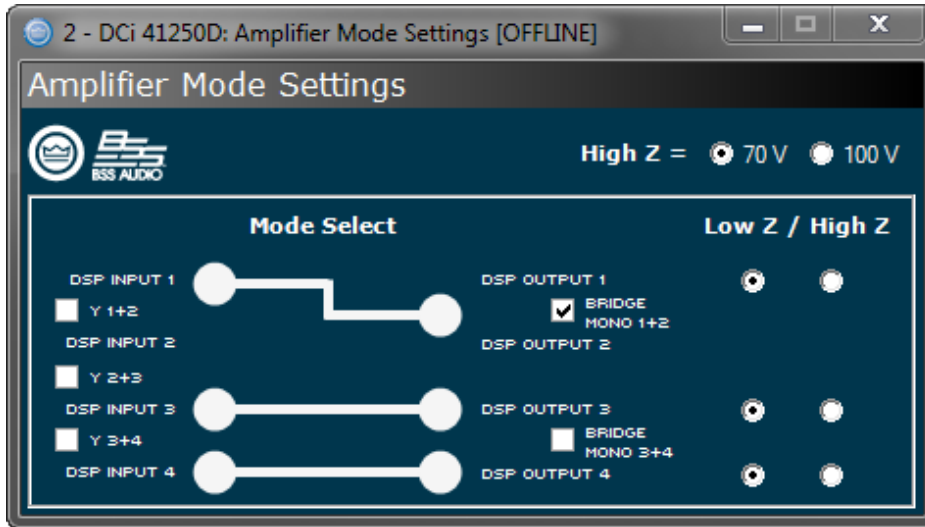 2 - DCi 41250D: Amplifier Mode Settings [OFFLINE]
Amplifier Mode Settings
BSS AUDIO
High Z = 70 V 100 V
Mode Select Low Z / High Z
DSP INPUT 1 DSP OUTPUT 1
Y 1+2 BRIDGE
MONO 1+2
DSP INPUT 2 DSP OUTPUT 2
Y 2+3
DSP INPUT 3 DSP OUTPUT 3
Y 3+4 BRIDGE
MONO 3+4
DSP INPUT 4 DSP OUTPUT 4